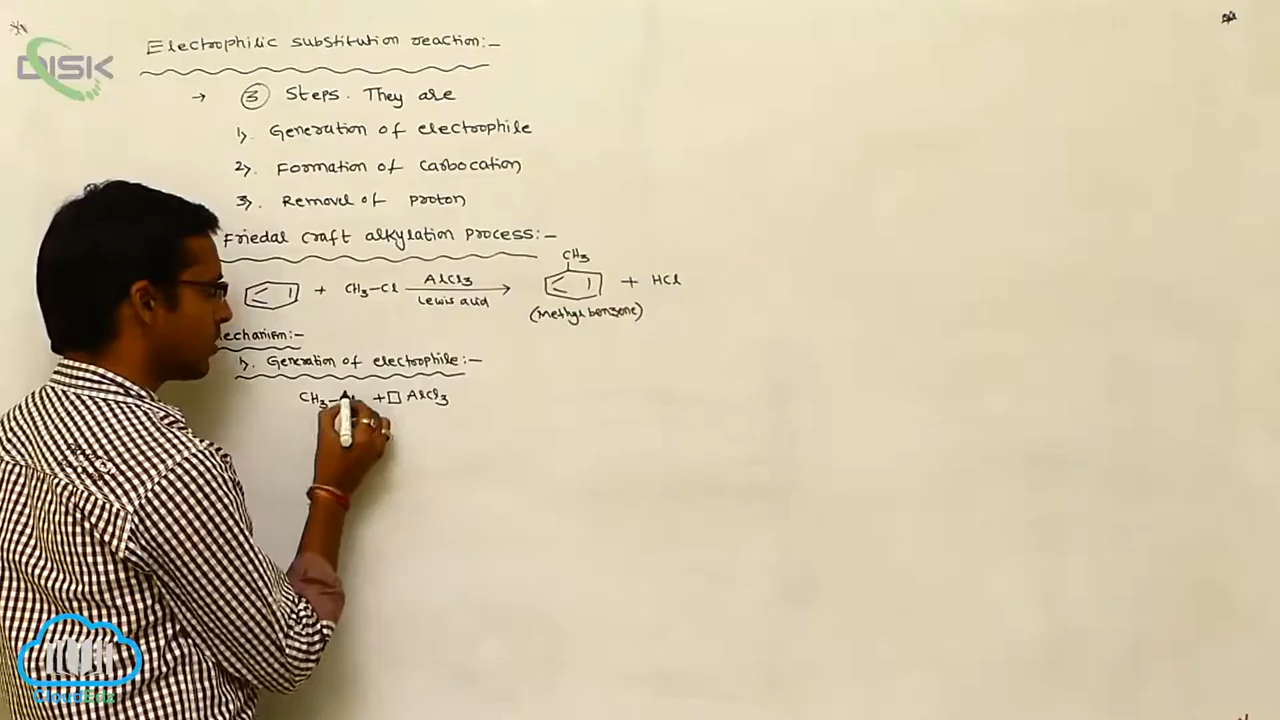 Electrophilic substitution reaction:-
DISK
→ 3 Steps. They are
1). Generation of electrophile
2). Formation of Carbocation
3). Removal of Proton
Friedal craft alkylation Process:-
CH3
+ CH3-Cl AlCl3 → + HCl
Lewis acid
(Methyl benzene)
echanism:-
1). Generation of electrophile:-
CH3- + □ AlCl3
CloudEdz